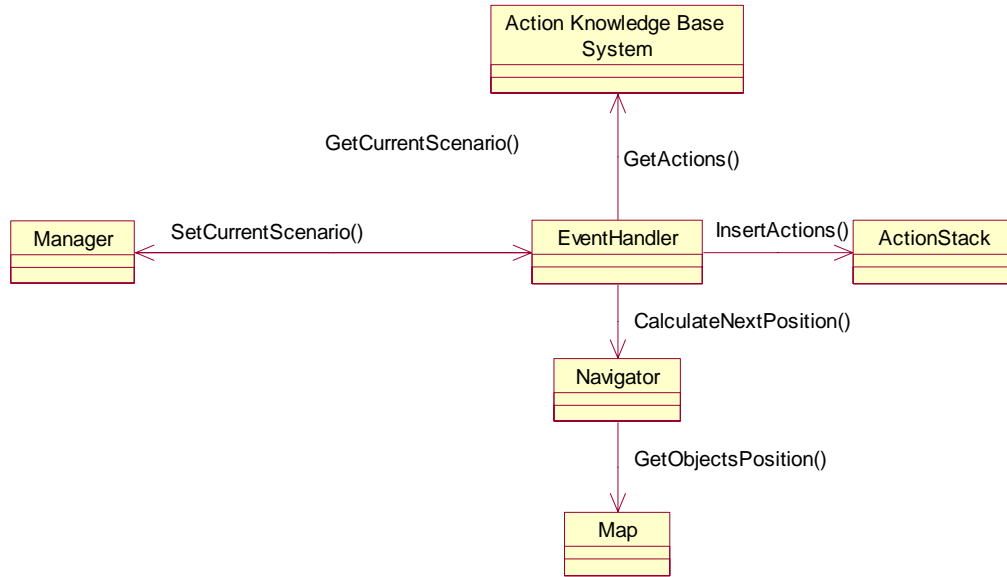 Action Knowledge Base
System
GetCurrentScenario()
GetActions()
Manager
SetCurrentScenario()
EventHandler
InsertActions()
ActionStack
CalculateNextPosition()
Navigator
GetObjectsPosition()
Map